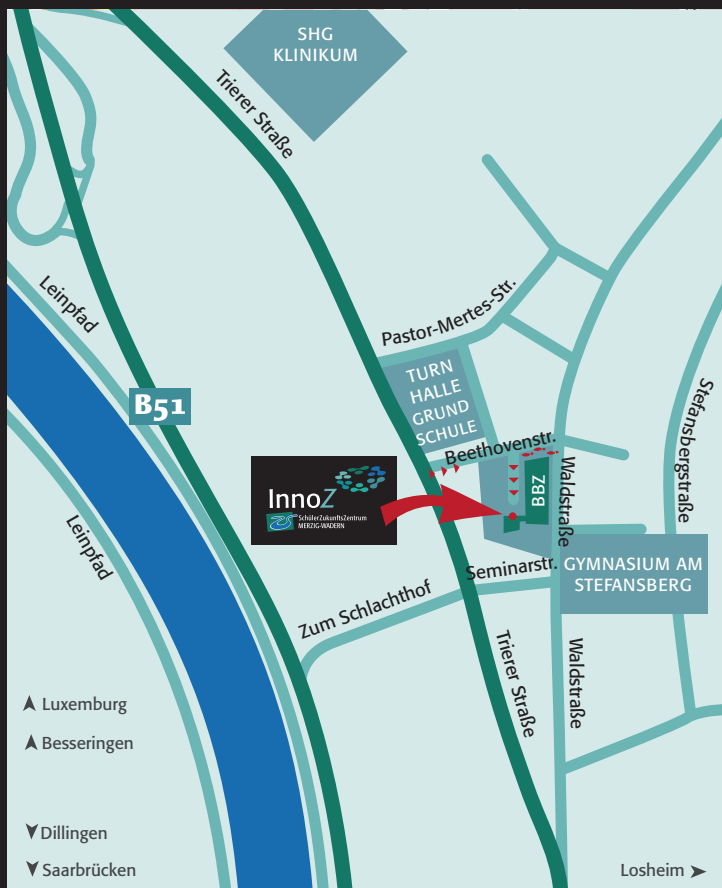 SHG
KLINIKUM
Trierer Straße
Leinpfad
Pastor-Mertes-Str.
B51
TURN
HALLE
GRUND
SCHULE
Stefansbergstraße
Beethovenstr.
InnoZ
SchülerZukunftsZentrum
MERZIG-WADERN
BBZ
Waldstraße
Leinpfad
Seminarstr.
GYMNASIUM AM
STEFANSBERG
Zum Schlachthof
Trierer Straße
Waldstraße
Luxemburg
Besseringen
Dillingen
Saarbrücken
Losheim